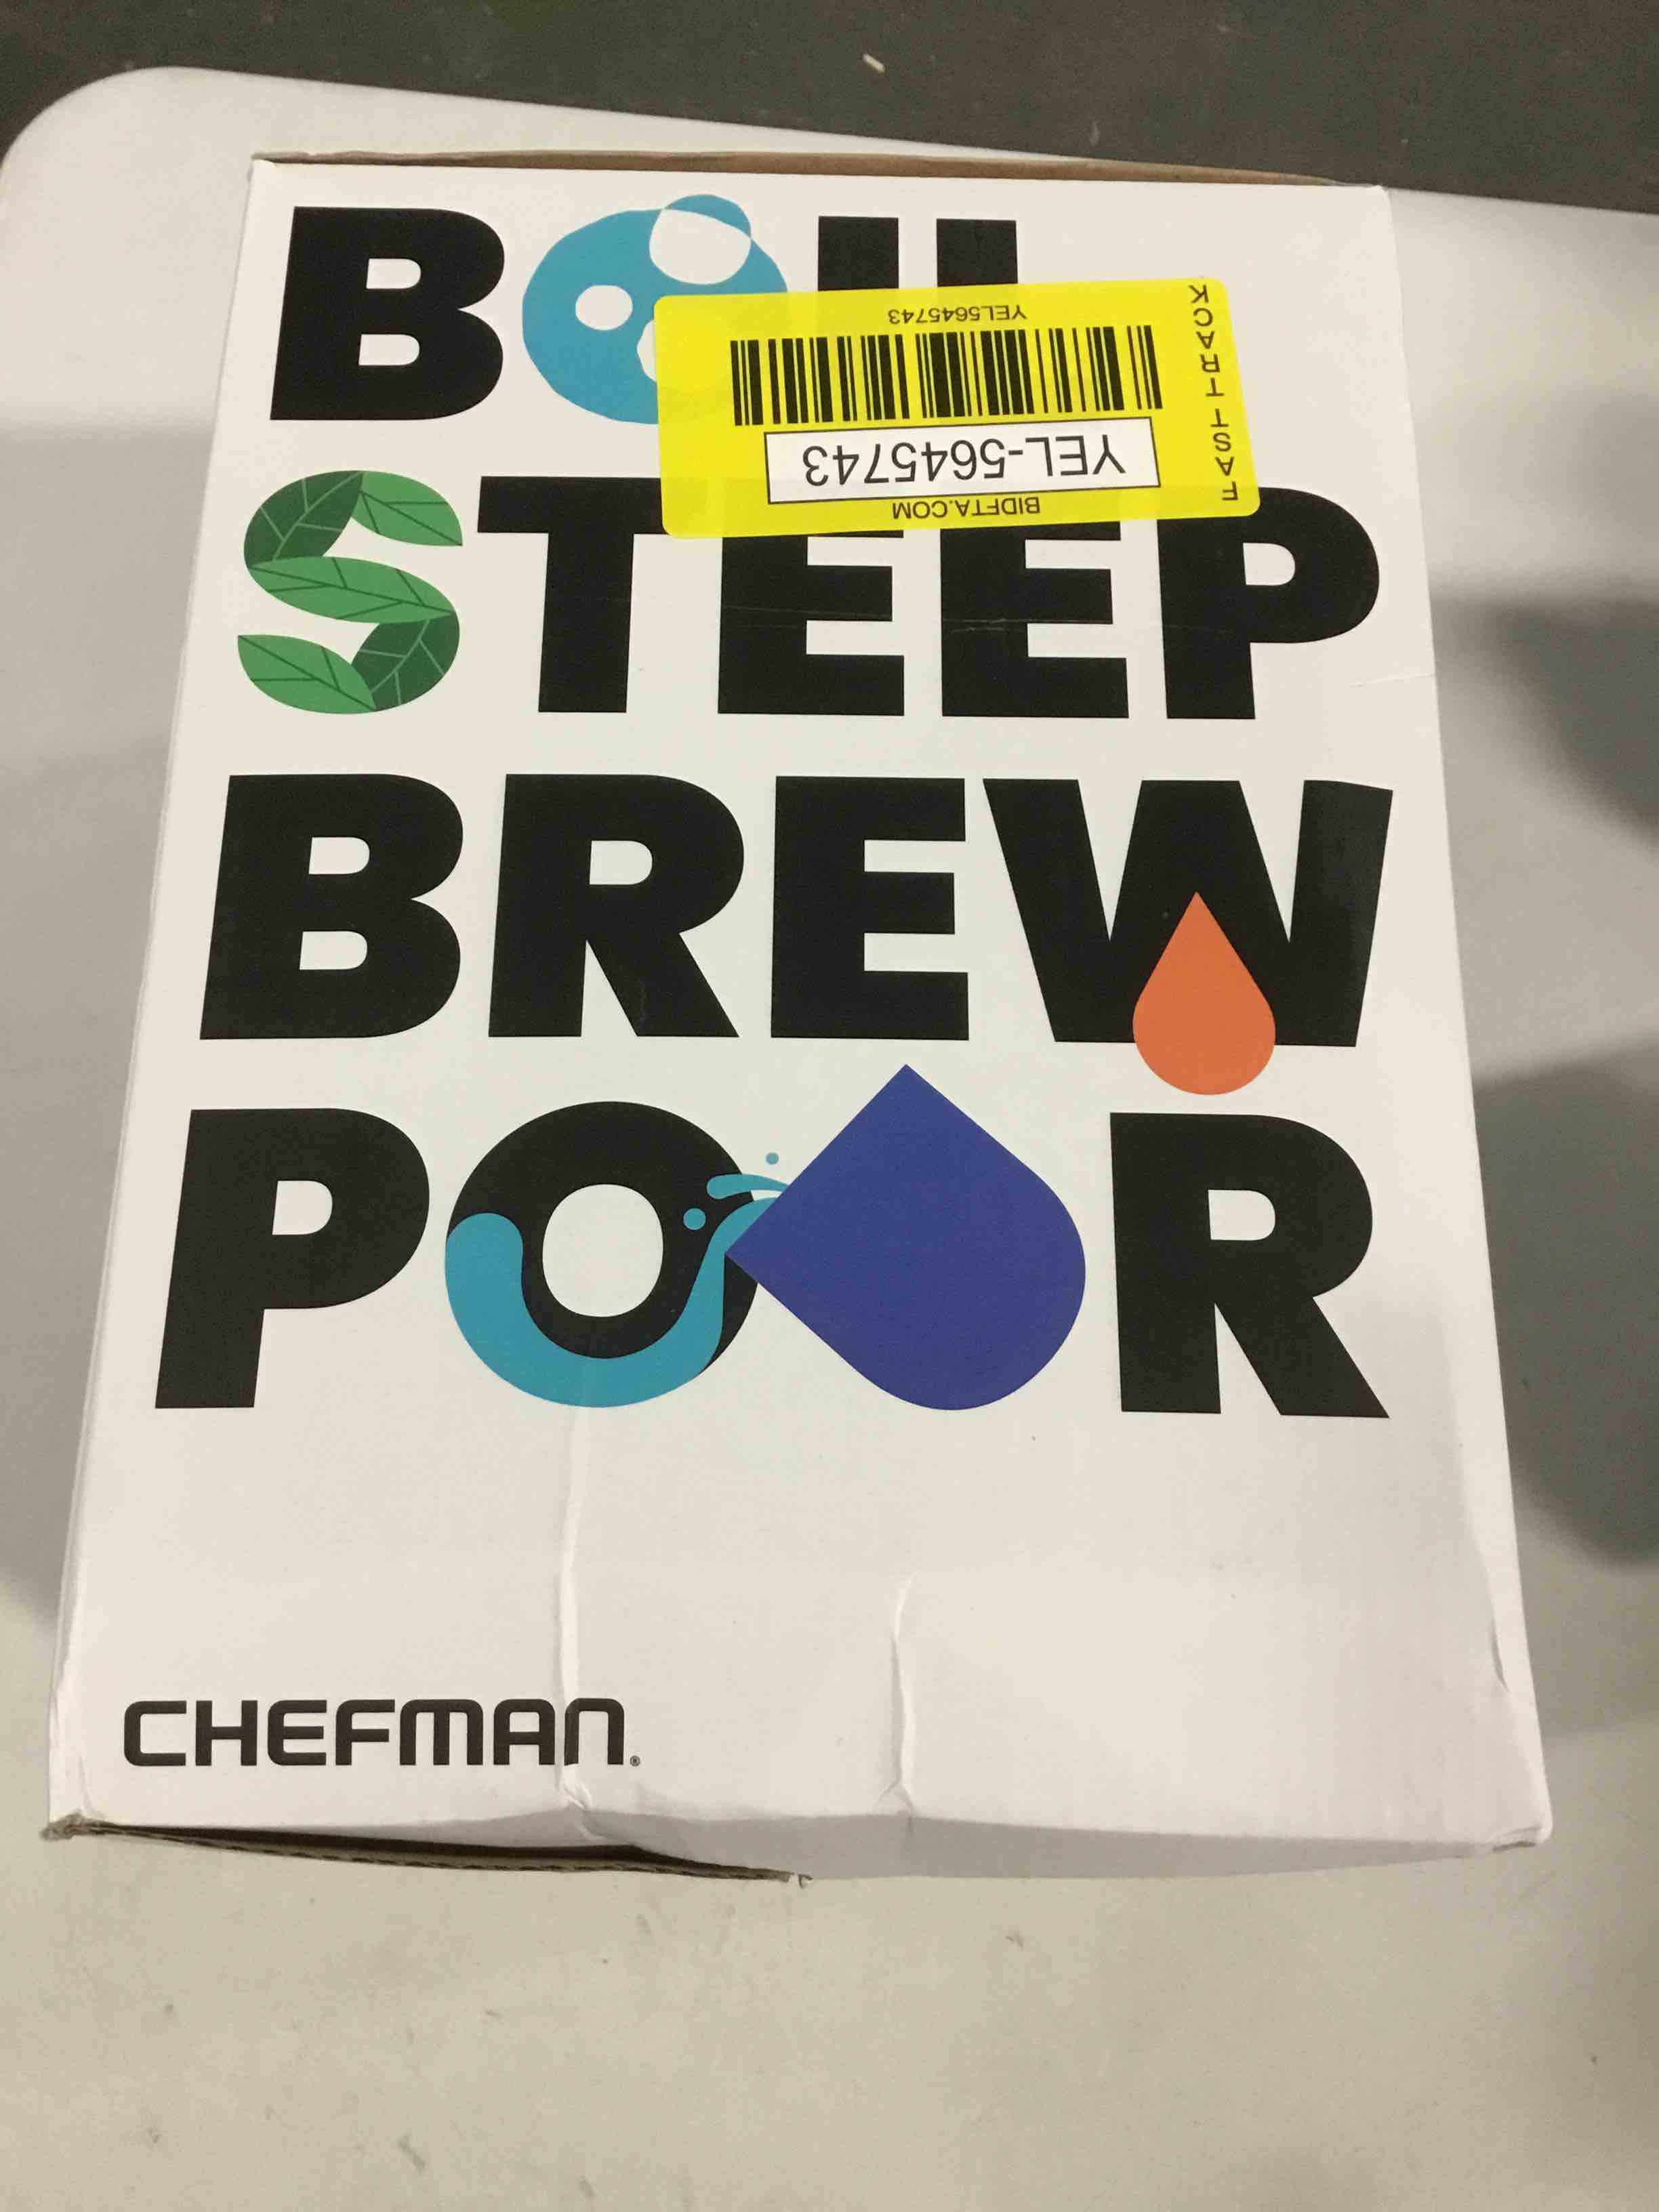 BOIL
YEL5645743
YEL-5645743
BIDFTA.COM
FAST TRACK
STEEP
BREW
POUR
CHEFMAN®